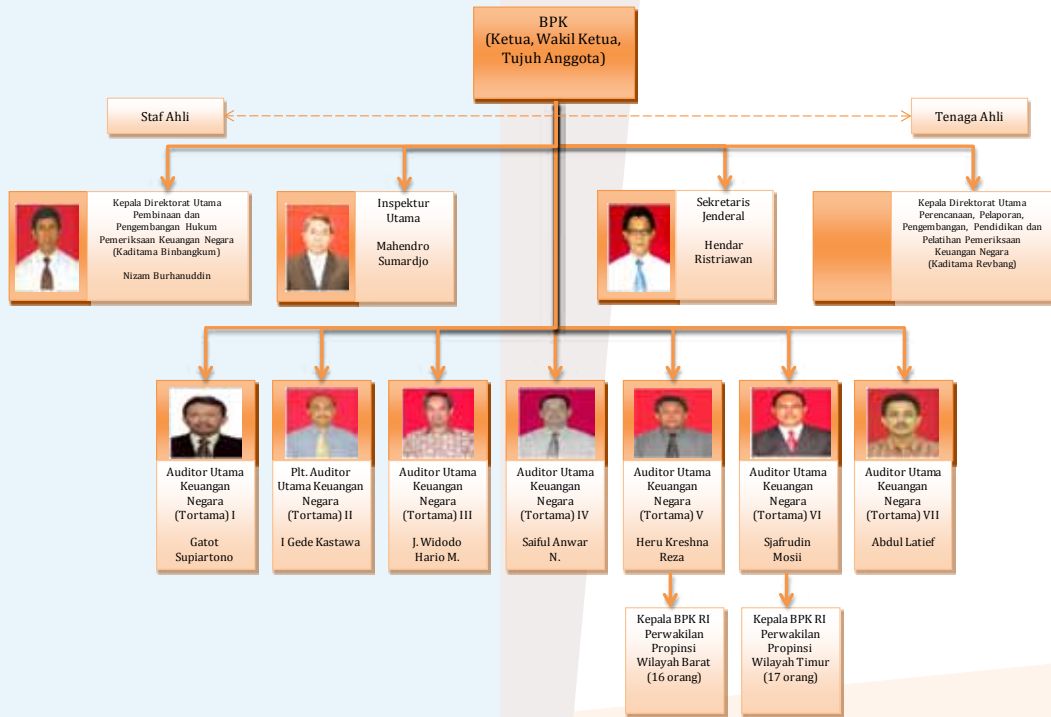 BPK
(Ketua, Wakil Ketua,
Tujuh Anggota)
Staf Ahli
Tenaga Ahli
Kepala Direktorat Utama
Pembinaan dan
Pengembangan Hukum
Pemeriksaan Keuangan Negara
(Kaditama Binbangkum)
Nizam Burhanuddin
Inspektur
Utama
Mahendro
Sumardjo
Sekretaris
Jenderal
Hendar
Ristriawan
Kepala Direktorat Utama
Perencanaan, Pelaporan,
Pengembangan, Pendidikan dan
Pelatihan Pemeriksaan
Keuangan Negara
(Kaditama Revbang)
Auditor Utama
Keuangan
Negara
(Tortama) I
Gatot
Supiartono
Plt. Auditor
Utama Keuangan
Negara
(Tortama) II
I Gede Kastawa
Auditor Utama
Keuangan
Negara
(Tortama) III
J. Widodo
Hario M.
Auditor Utama
Keuangan
Negara
(Tortama) IV
Saiful Anwar
N.
Auditor Utama
Keuangan
Negara
(Tortama) V
Heru Kreshna
Reza
Auditor Utama
Keuangan
Negara
(Tortama) VI
Sjafrudin
Mosii
Auditor Utama
Keuangan
Negara
(Tortama) VII
Abdul Latief
Kepala BPK RI
Perwakilan
Propinsi
Wilayah Barat
(16 orang)
Kepala BPK RI
Perwakilan
Propinsi
Wilayah Timur
(17 orang)